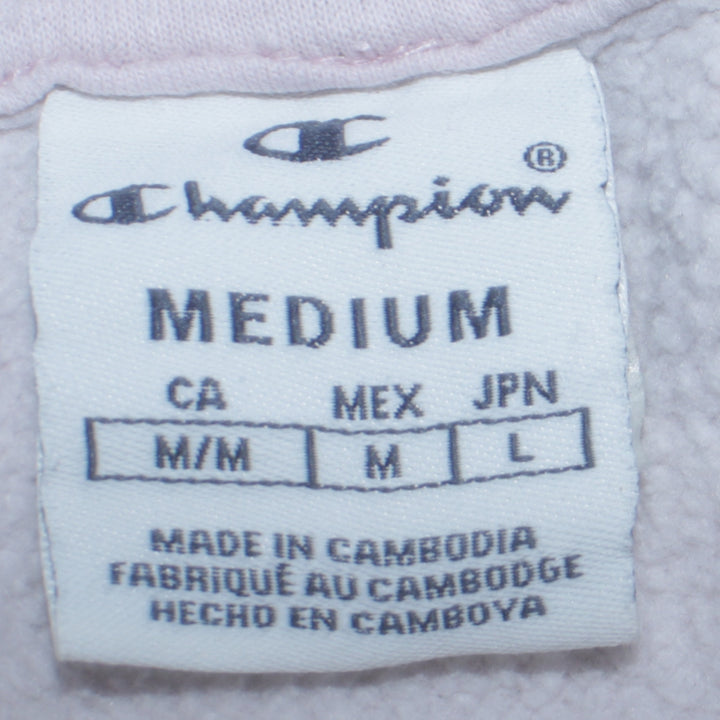 Champion®
MEDIUM
CA MEX JPN
M/M M L
MADE IN CAMBODIA
FABRIQUÉ AU CAMBODGE
HECHO EN CAMBOYA